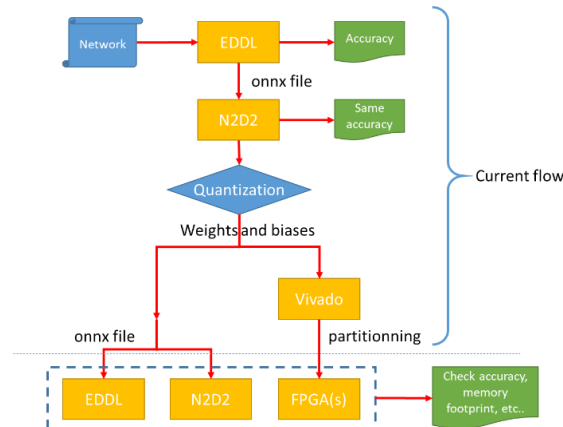 Network
EDDL
Accuracy
onnx file
N2D2
Same
accuracy
Quantization
Current flow
Weights and biases
Vivado
onnx file
partitionning
EDDL
N2D2
FPGA(s)
Check accuracy,
memory
footprint, etc..